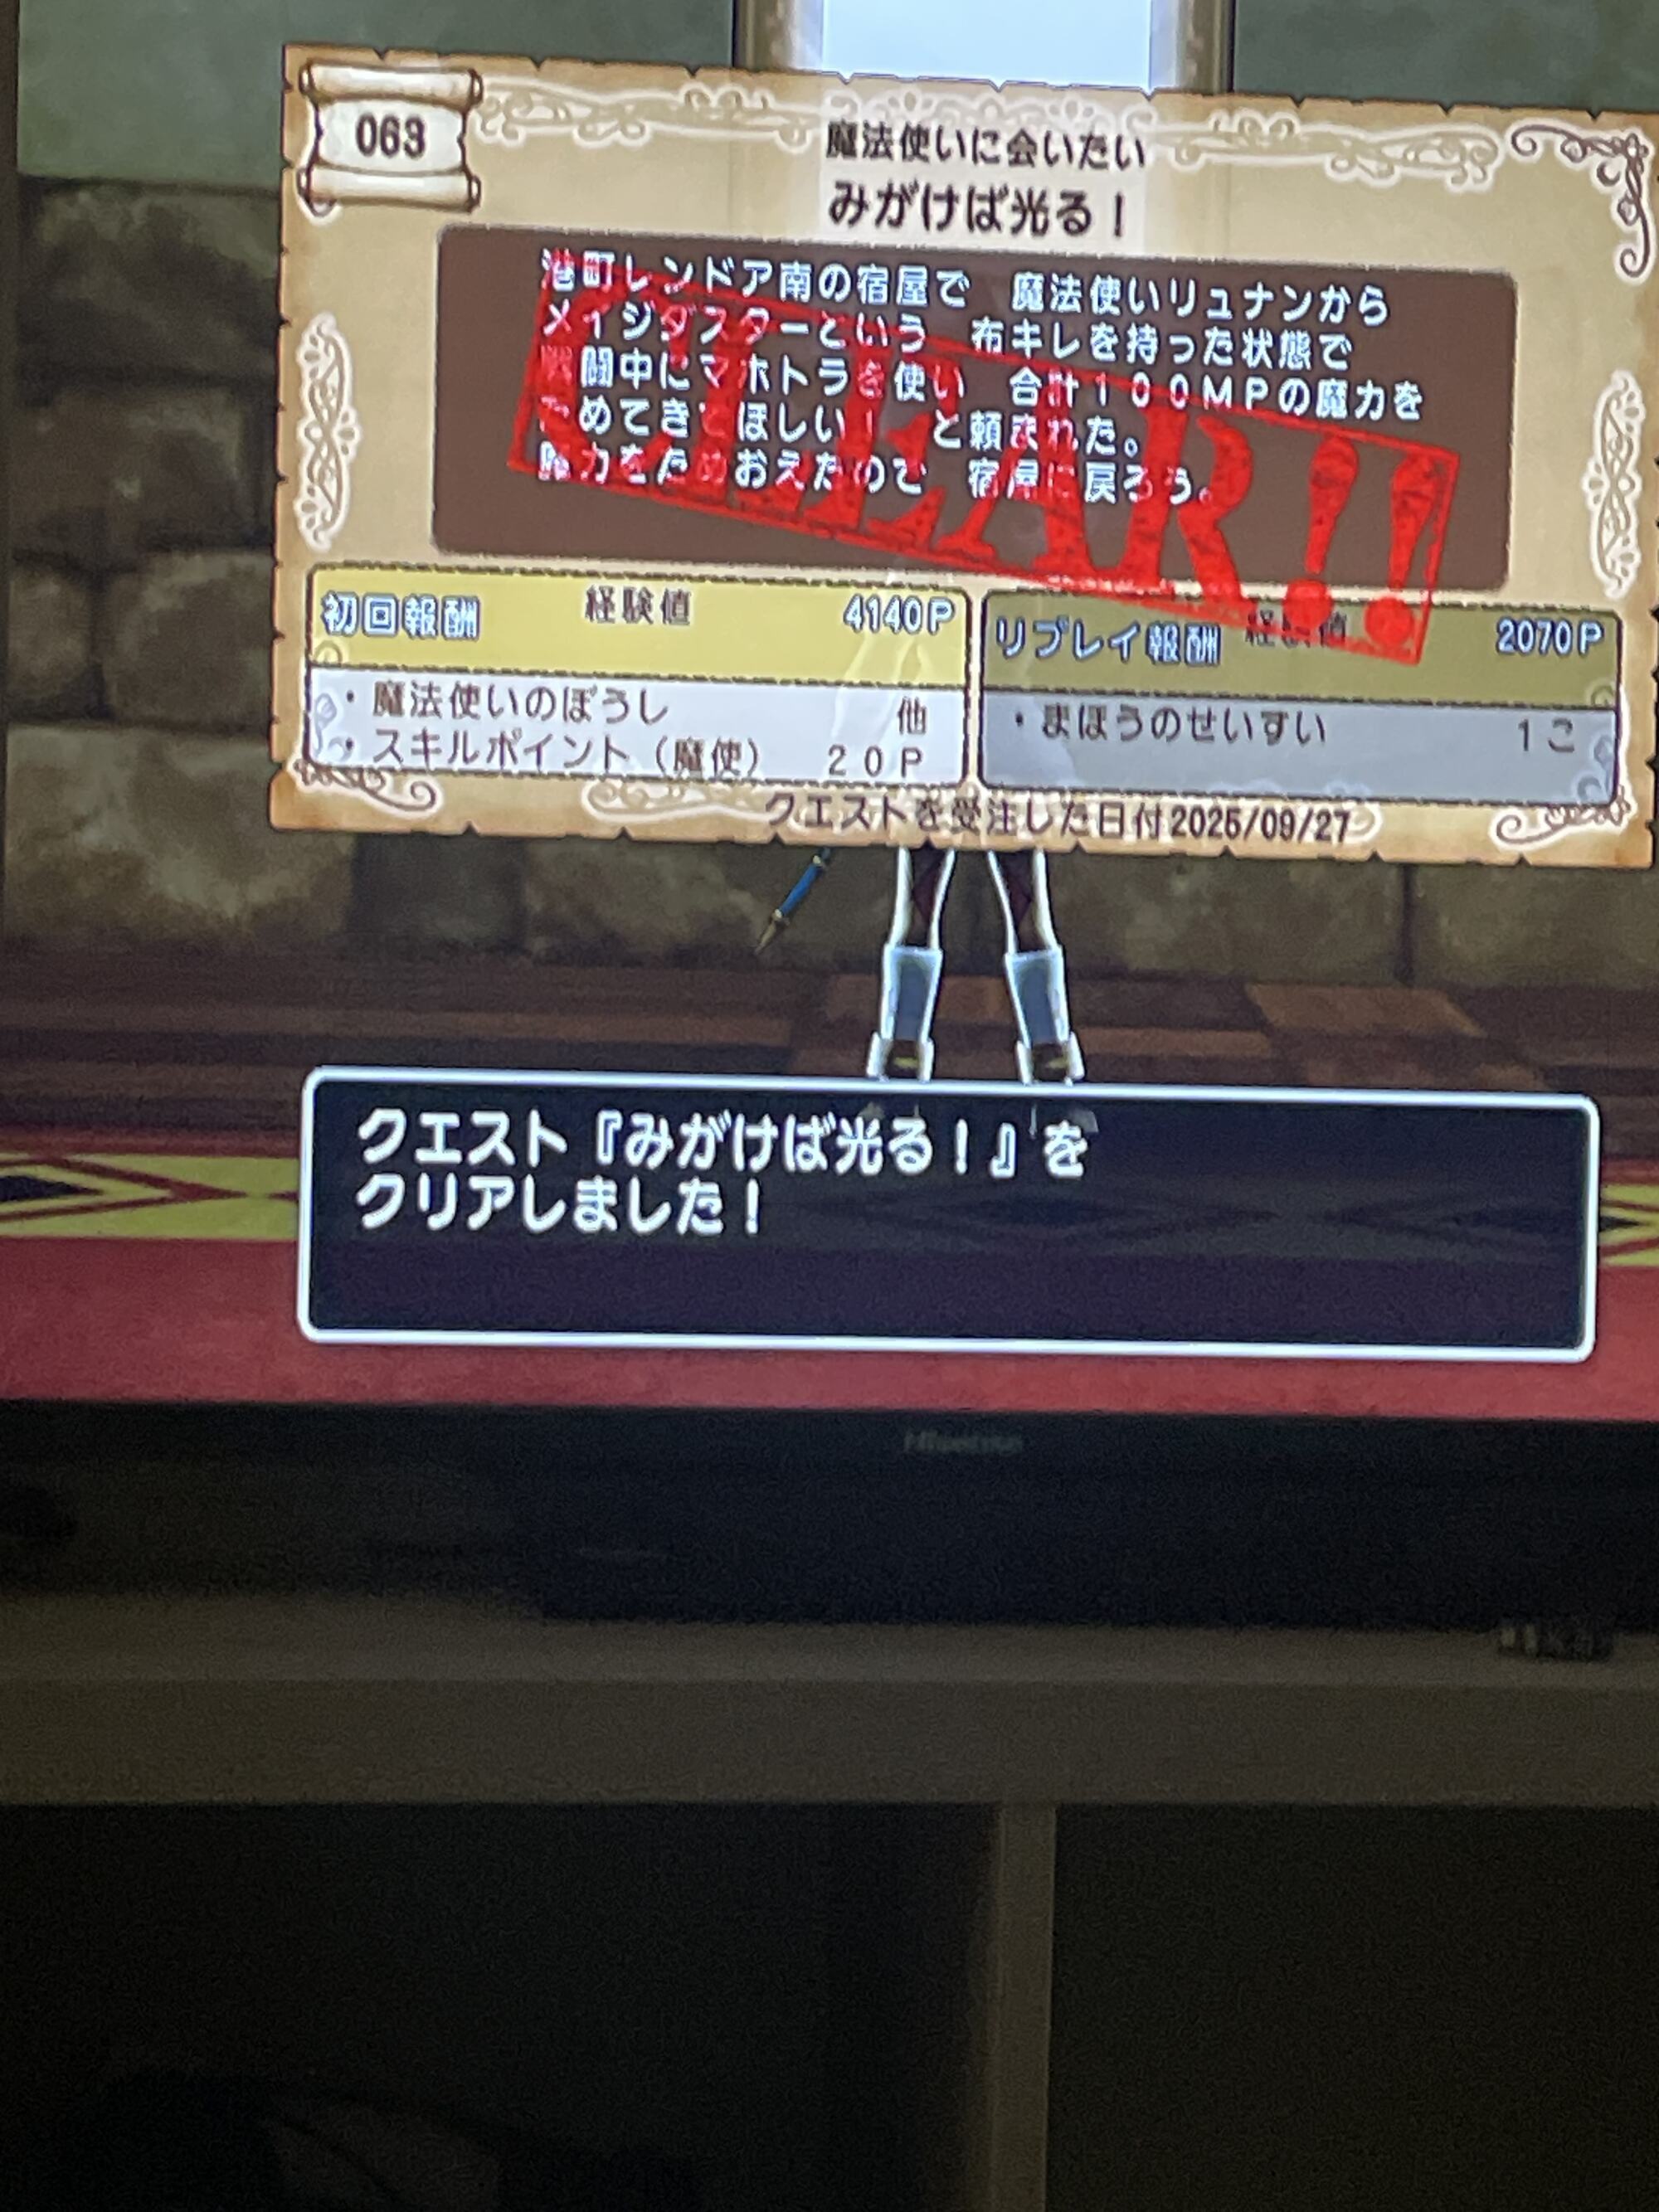 063
魔法使いに会いたい
みがけば光る！
港町レンドア南の宿屋で　魔法使いリュナンから
メイジダスターという　布キレを持った状態で
戦闘中にマホトラを使い　合計１００ＭＰの魔力を
ためてきてほしい！　と頼まれた。
魔力をためおえたので　宿屋に戻ろう。
CLEAR!!
初回報酬 経験値 4140P
・魔法使いのぼうし 他
・スキルポイント（魔使） ２０Ｐ
リプレイ報酬 経験値 2070P
・まほうのせいすい １こ
クエストを受注した日付2025/09/27
クエスト『みがけば光る！』を
クリアしました！